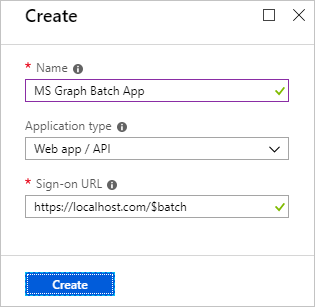 Create
* Name
MS Graph Batch App
Application type
Web app / API
* Sign-on URL
https://localhost.com/$batch
Create